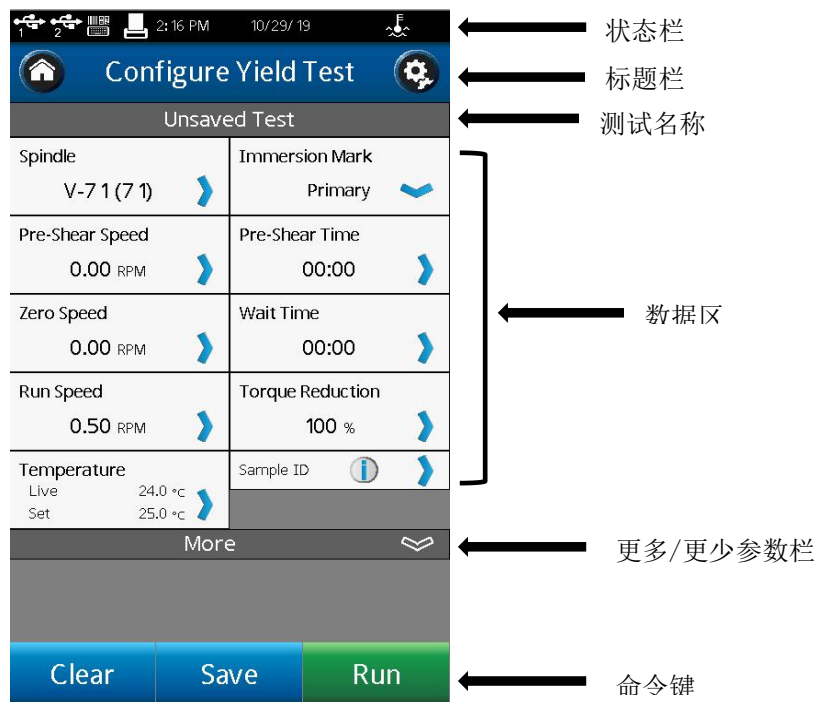 1 2 2:16 PM 10/29/19
状态栏
Configure Yield Test
标题栏
Unsaved Test
测试名称
Spindle
V-71(71)
Immersion Mark
Primary
Pre-Shear Speed
0.00 RPM
Pre-Shear Time
00:00
数据区
Zero Speed
0.00 RPM
Wait Time
00:00
Run Speed
0.50 RPM
Torque Reduction
100 %
Temperature
Live 24.0 °C
Set 25.0 °C
Sample ID
More
更多/更少参数栏
Clear Save Run
命令键